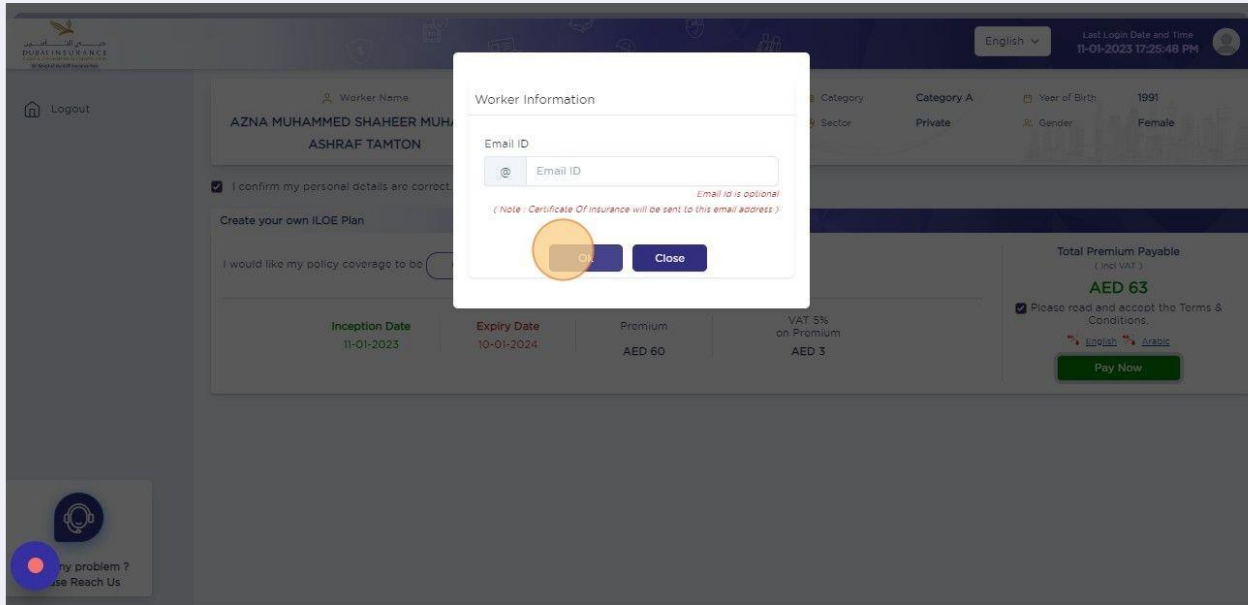 DUBAI INSURANCE
English
Last Login Date and Time
11-01-2023 17:25:48 PM
Logout
Worker Name
AZNA MUHAMMED SHAHEER MUH
ASHRAF TAMTON
Category
Category A
Year of Birth
1991
Sector
Private
Gender
Female
Worker Information
Email ID
@ Email ID
Email id is optional
( Note : Certificate Of Insurance will be sent to this email address )
Ok
Close
I confirm my personal details are correct.
Create your own ILOE Plan
I would like my policy coverage to be
Inception Date
11-01-2023
Expiry Date
10-01-2024
Premium
AED 60
VAT 5%
on Premium
AED 3
Total Premium Payable
( Incl VAT )
AED 63
Please read and accept the Terms &
Conditions.
English
Arabic
Pay Now
ny problem ?
se Reach Us